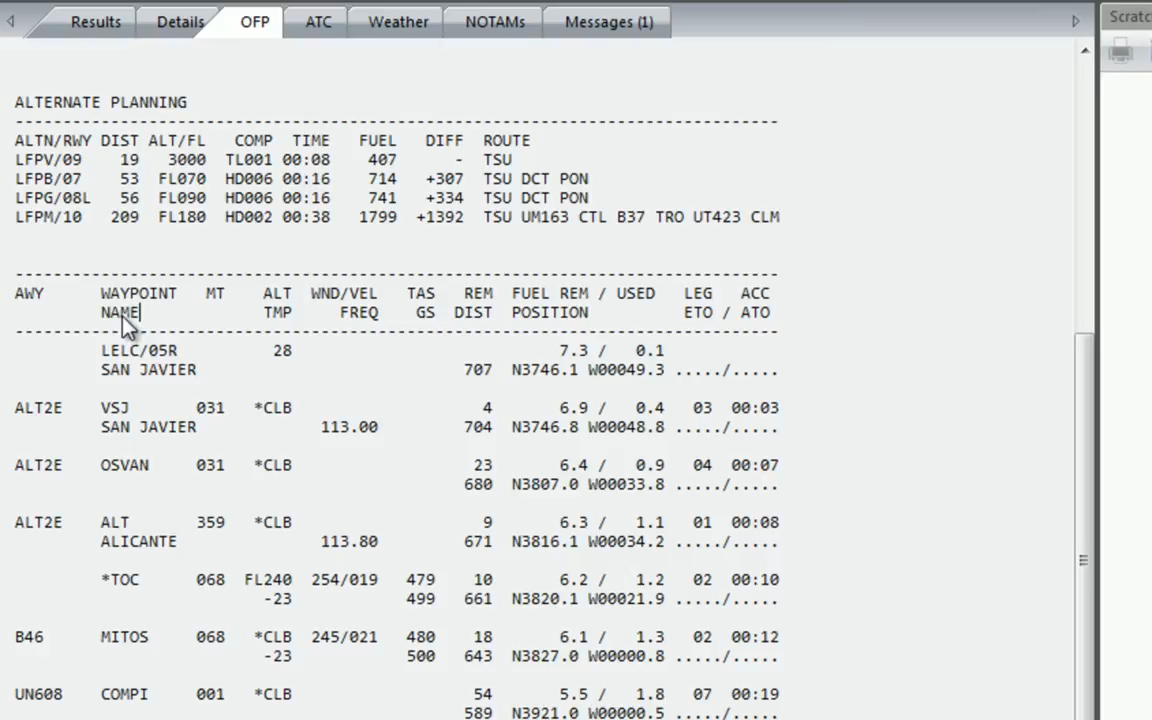 Results Details OFP ATC Weather NOTAMs Messages (1) Scratc
ALTERNATE PLANNING
--------------------------------------------------------------------------------
ALTN/RWY DIST ALT/FL COMP TIME FUEL DIFF ROUTE
LFPV/09 19 3000 TL001 00:08 407 - TSU
LFPB/07 53 FL070 HD006 00:16 714 +307 TSU DCT PON
LFPG/08L 56 FL090 HD006 00:16 741 +334 TSU DCT PON
LFPM/10 209 FL180 HD002 00:38 1799 +1392 TSU UM163 CTL B37 TRO UT423 CLM
--------------------------------------------------------------------------------
AWY WAYPOINT MT ALT WND/VEL TAS REM FUEL REM / USED LEG ACC
NAME TMP FREQ GS DIST POSITION ETO / ATO
--------------------------------------------------------------------------------
LELC/05R 28 7.3 / 0.1
SAN JAVIER 707 N3746.1 W00049.3 ...../.....
ALT2E VSJ 031 *CLB 4 6.9 / 0.4 03 00:03
SAN JAVIER 113.00 704 N3746.8 W00048.8 ...../.....
ALT2E OSVAN 031 *CLB 23 6.4 / 0.9 04 00:07
680 N3807.0 W00033.8 ...../.....
ALT2E ALT 359 *CLB 9 6.3 / 1.1 01 00:08
ALICANTE 113.80 671 N3816.1 W00034.2 ...../.....
*TOC 068 FL240 254/019 479 10 6.2 / 1.2 02 00:10
-23 499 661 N3820.1 W00021.9 ...../.....
B46 MITOS 068 *CLB 245/021 480 18 6.1 / 1.3 02 00:12
-23 500 643 N3827.0 W00000.8 ...../.....
UN608 COMPI 001 *CLB 54 5.5 / 1.8 07 00:19
589 N3921.0 W00000.5 ...../.....